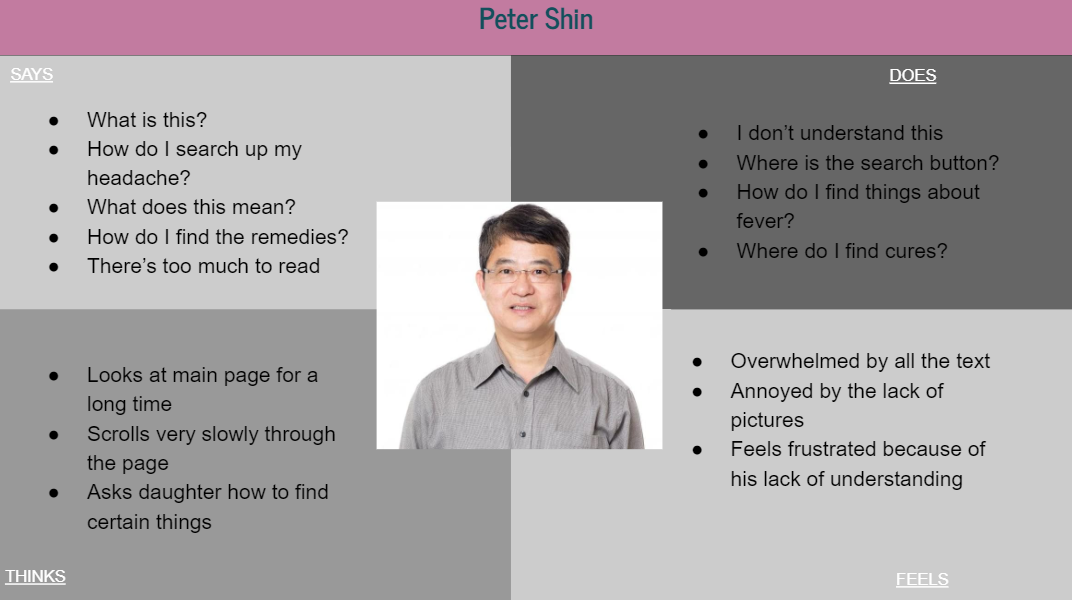 Peter Shin
SAYS
● What is this?
● How do I search up my
headache?
● What does this mean?
● How do I find the remedies?
● There’s too much to read
DOES
● I don’t understand this
● Where is the search button?
● How do I find things about
fever?
● Where do I find cures?
● Looks at main page for a
long time
● Scrolls very slowly through
the page
● Asks daughter how to find
certain things
THINKS
● Overwhelmed by all the text
● Annoyed by the lack of
pictures
● Feels frustrated because of
his lack of understanding
FEELS